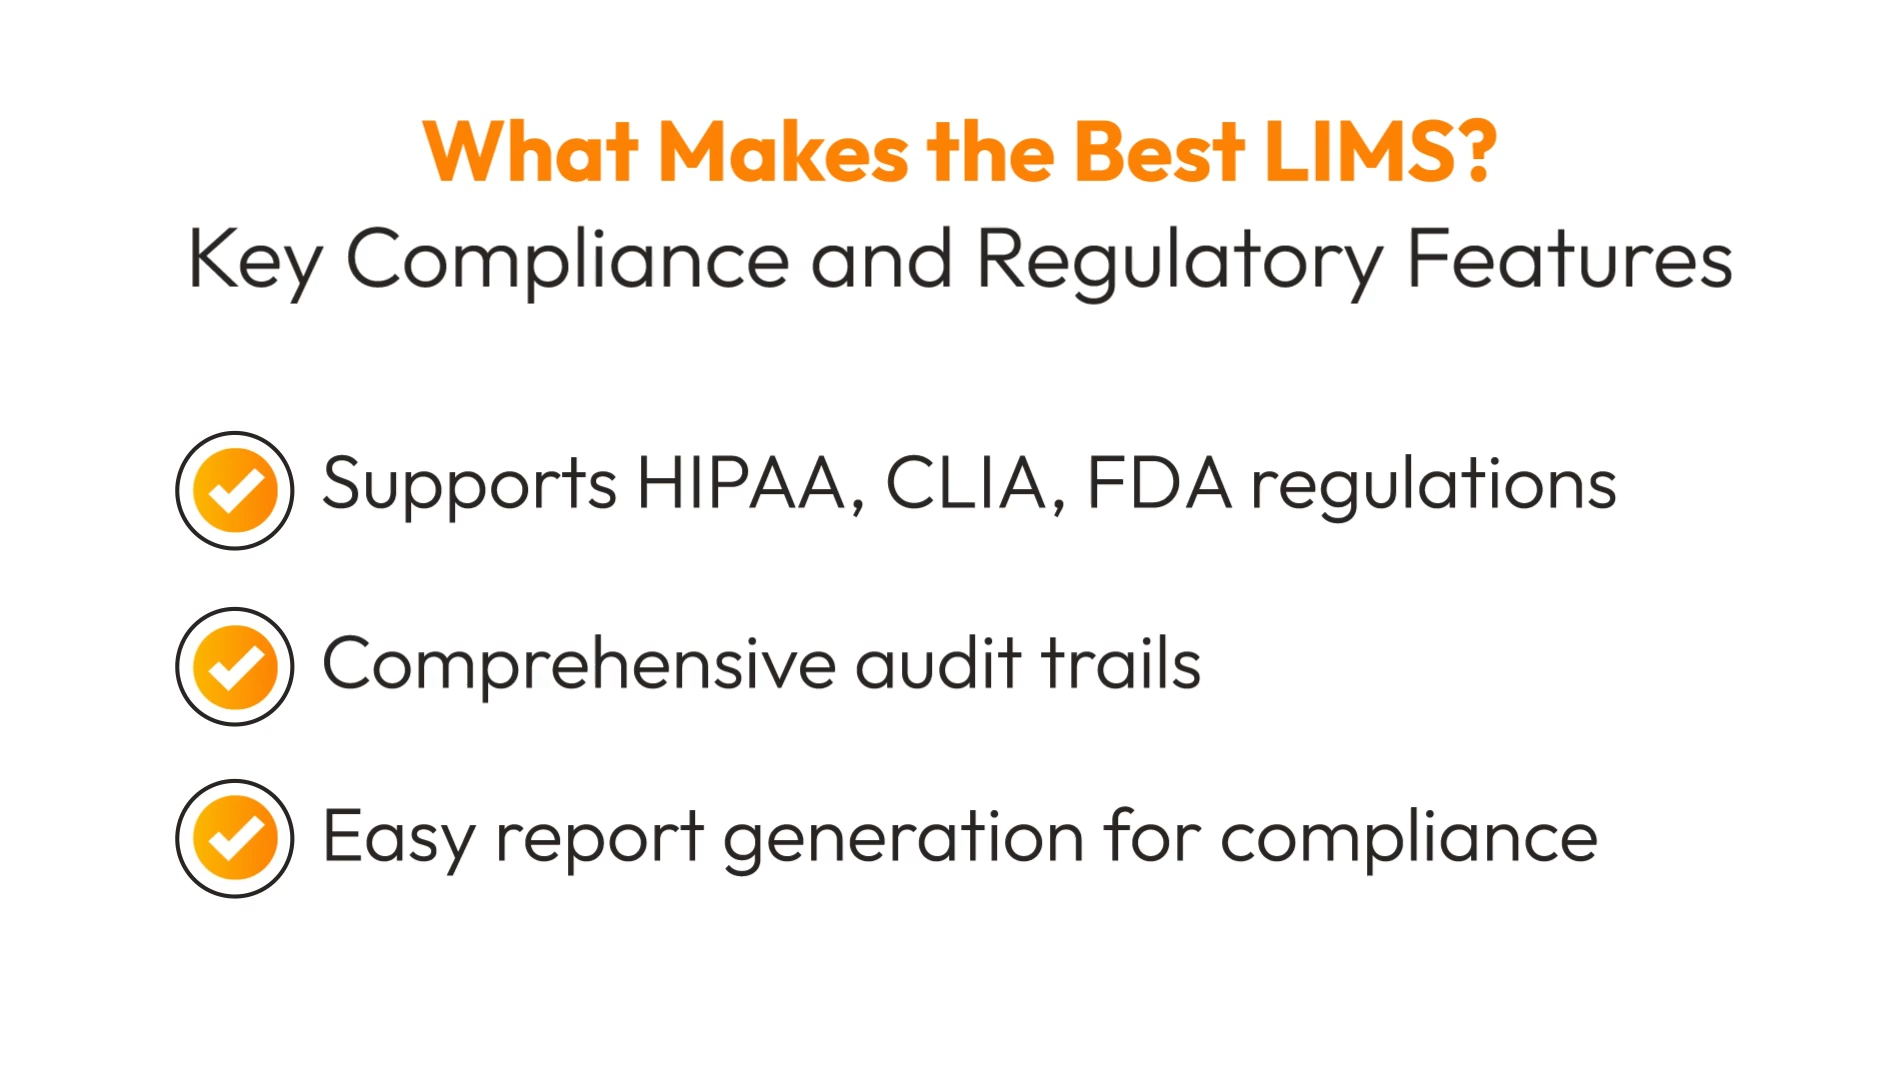 What Makes the Best LIMS?
Key Compliance and Regulatory Features
Supports HIPAA, CLIA, FDA regulations
Comprehensive audit trails
Easy report generation for compliance